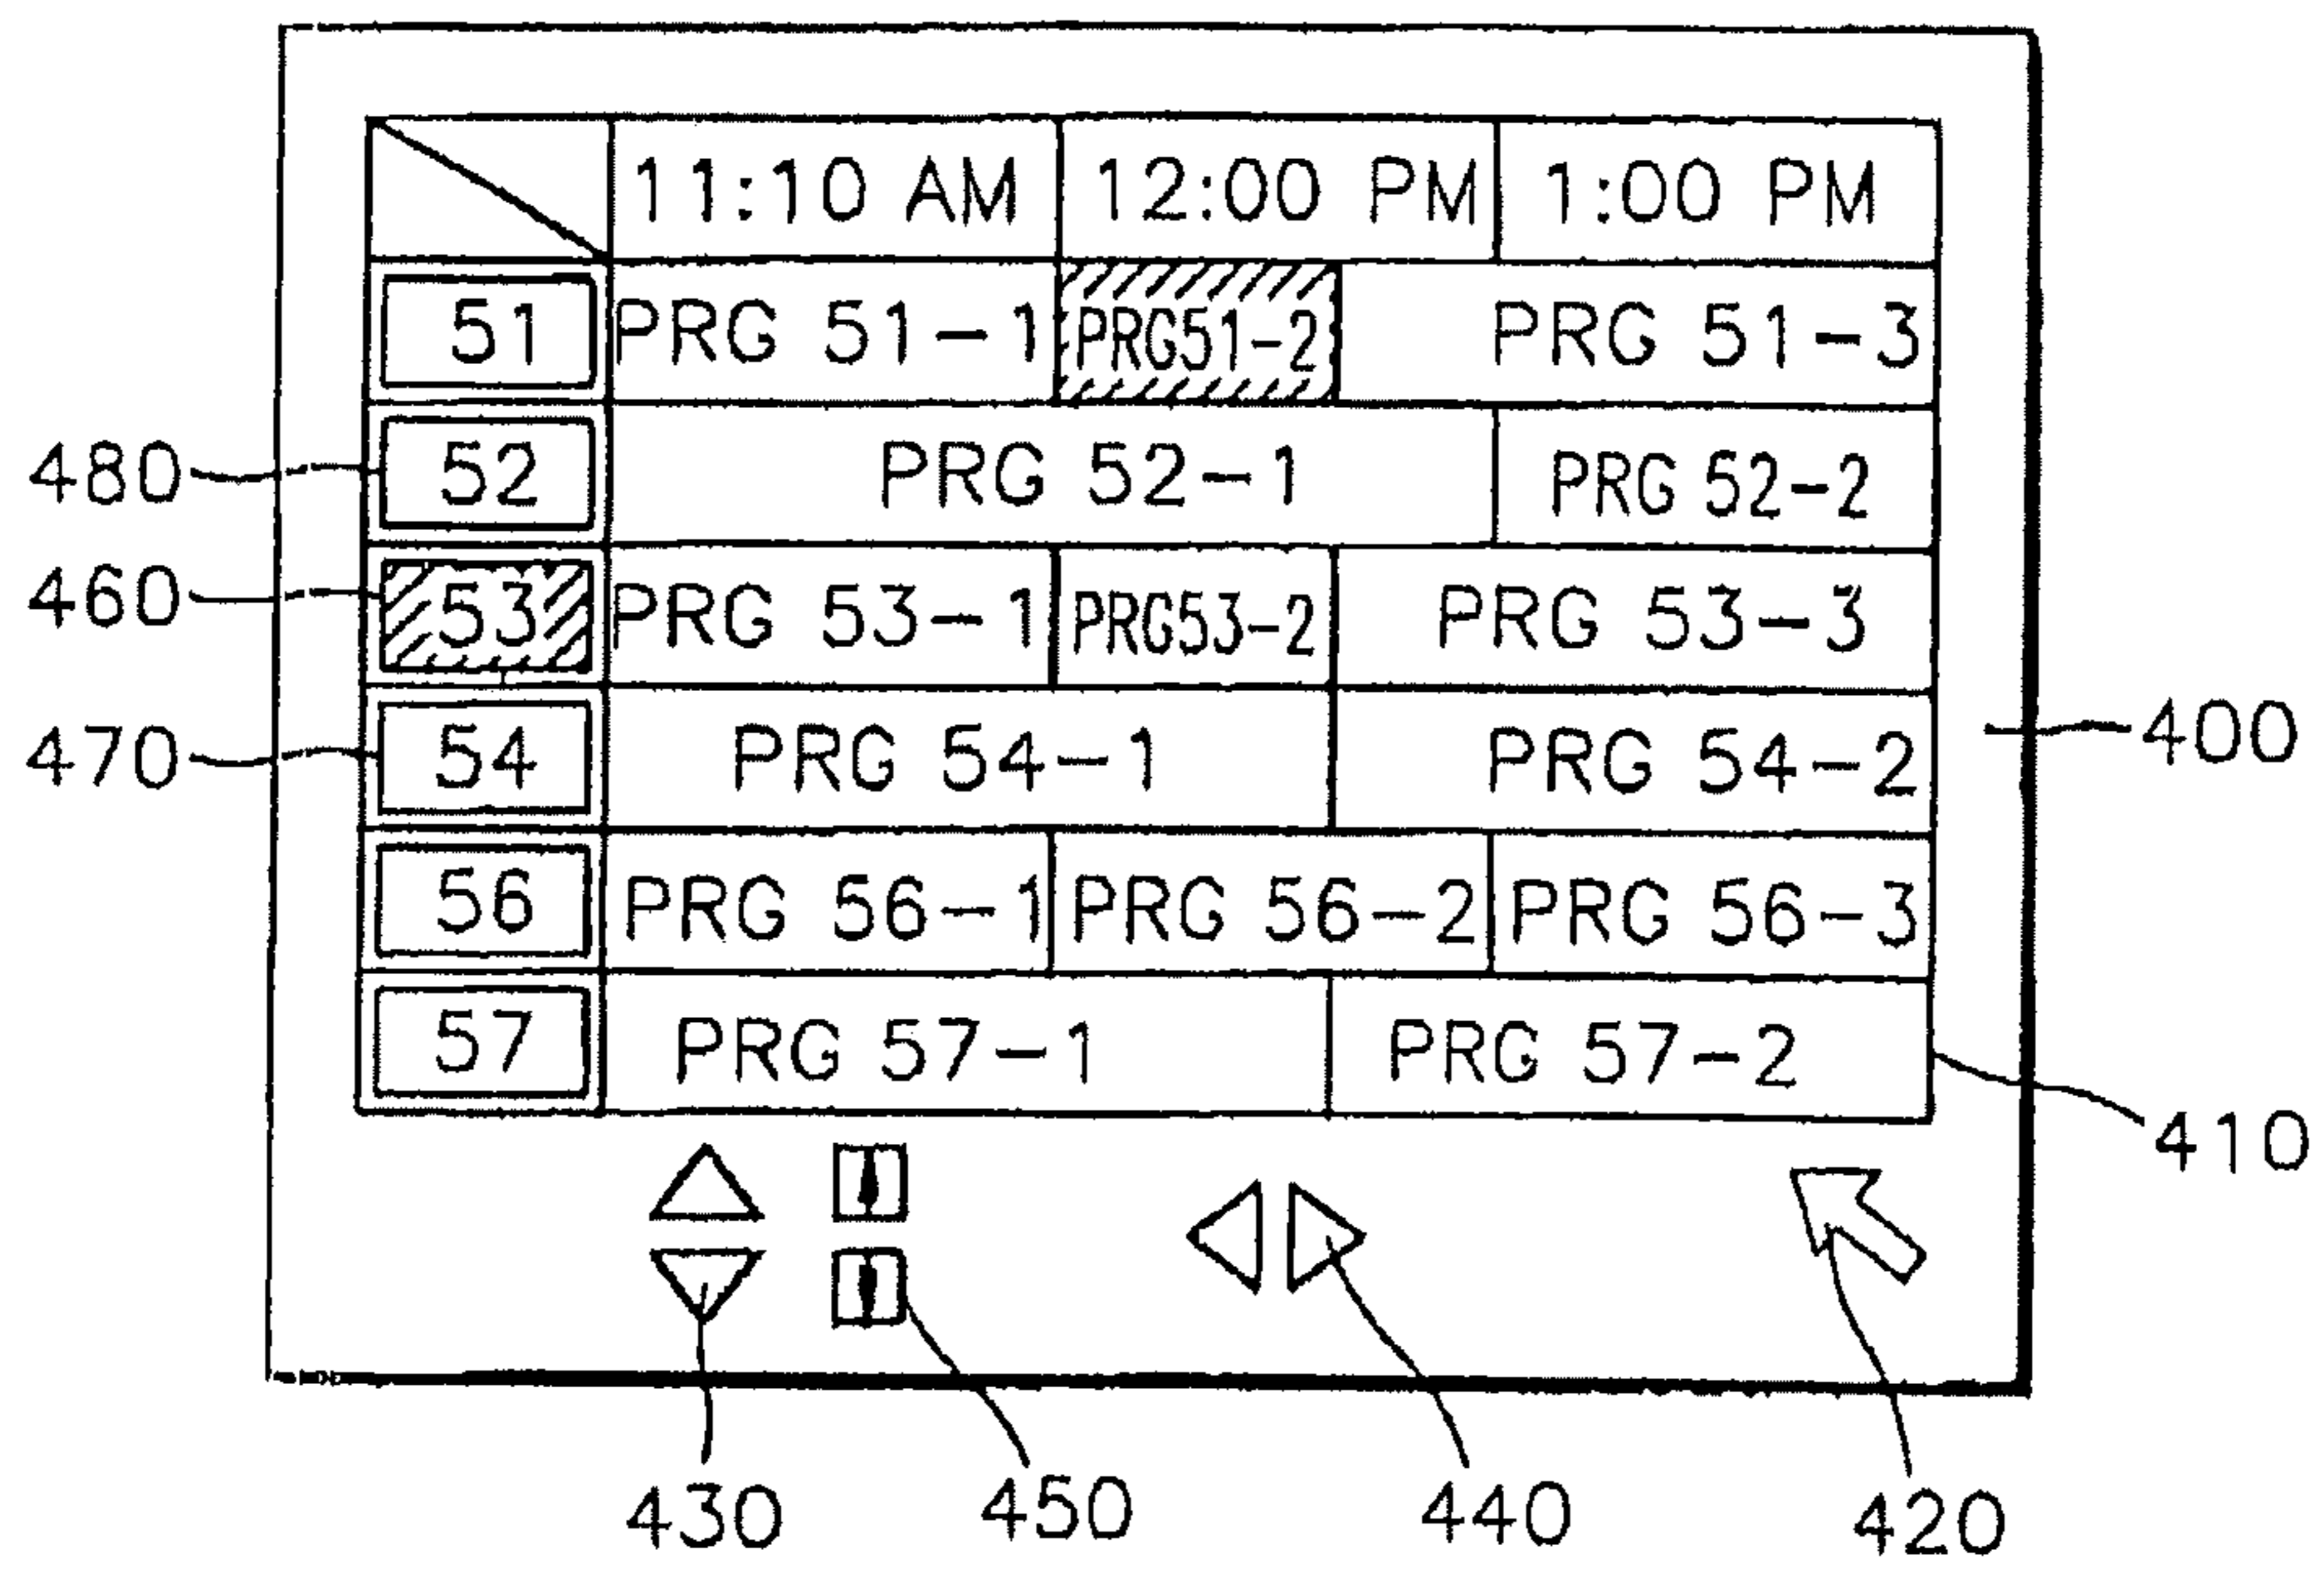 11:10 AM 12:00 PM 1:00 PM
51 PRG 51-1 PRG51-2 PRG 51-3
480 52 PRG 52-1 PRG 52-2
460 53 PRG 53-1 PRG53-2 PRG 53-3
470 54 PRG 54-1 PRG 54-2 400
56 PRG 56-1 PRG 56-2 PRG 56-3
57 PRG 57-1 PRG 57-2
410
430 450 440 420